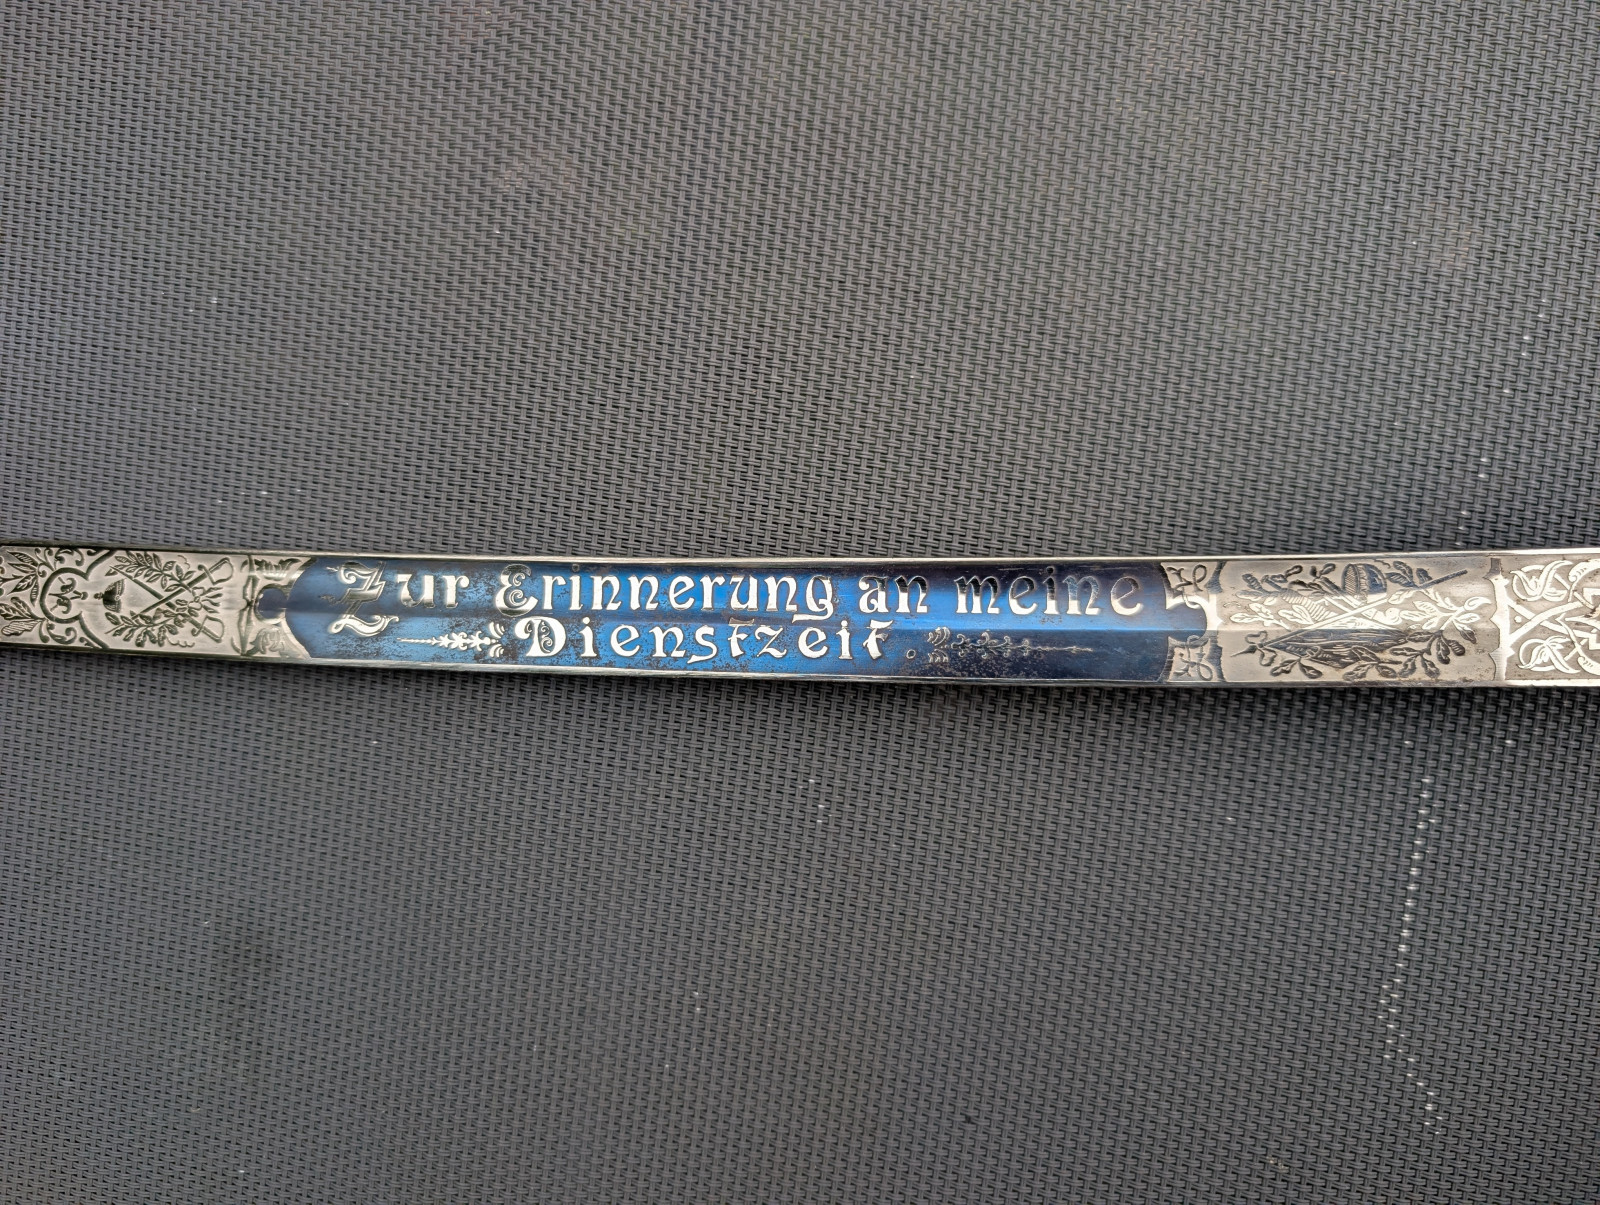 Zur Erinnerung an meine
Dienstzeit.